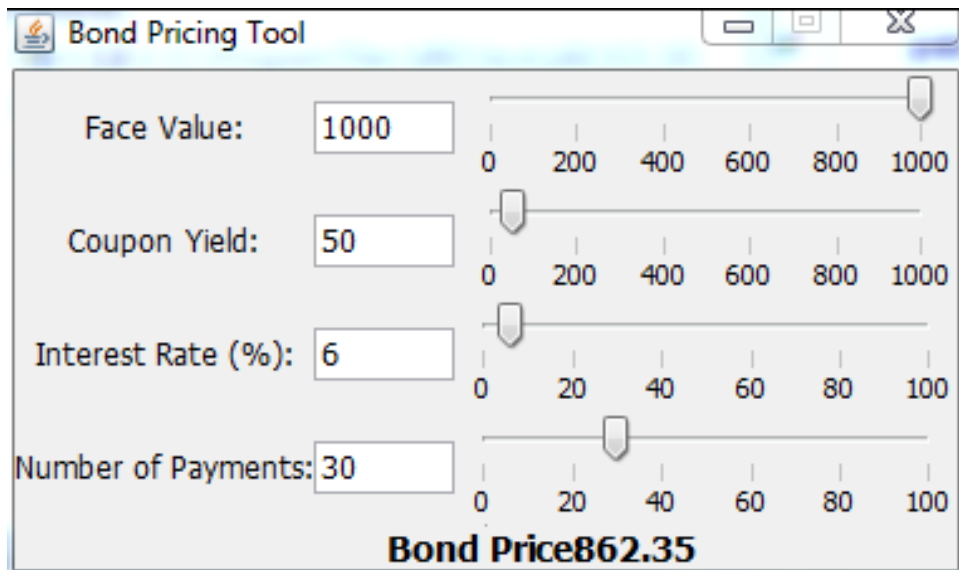 Bond Pricing Tool
Face Value: 1000
0 200 400 600 800 1000
Coupon Yield: 50
0 200 400 600 800 1000
Interest Rate (%): 6
0 20 40 60 80 100
Number of Payments: 30
0 20 40 60 80 100
Bond Price862.35